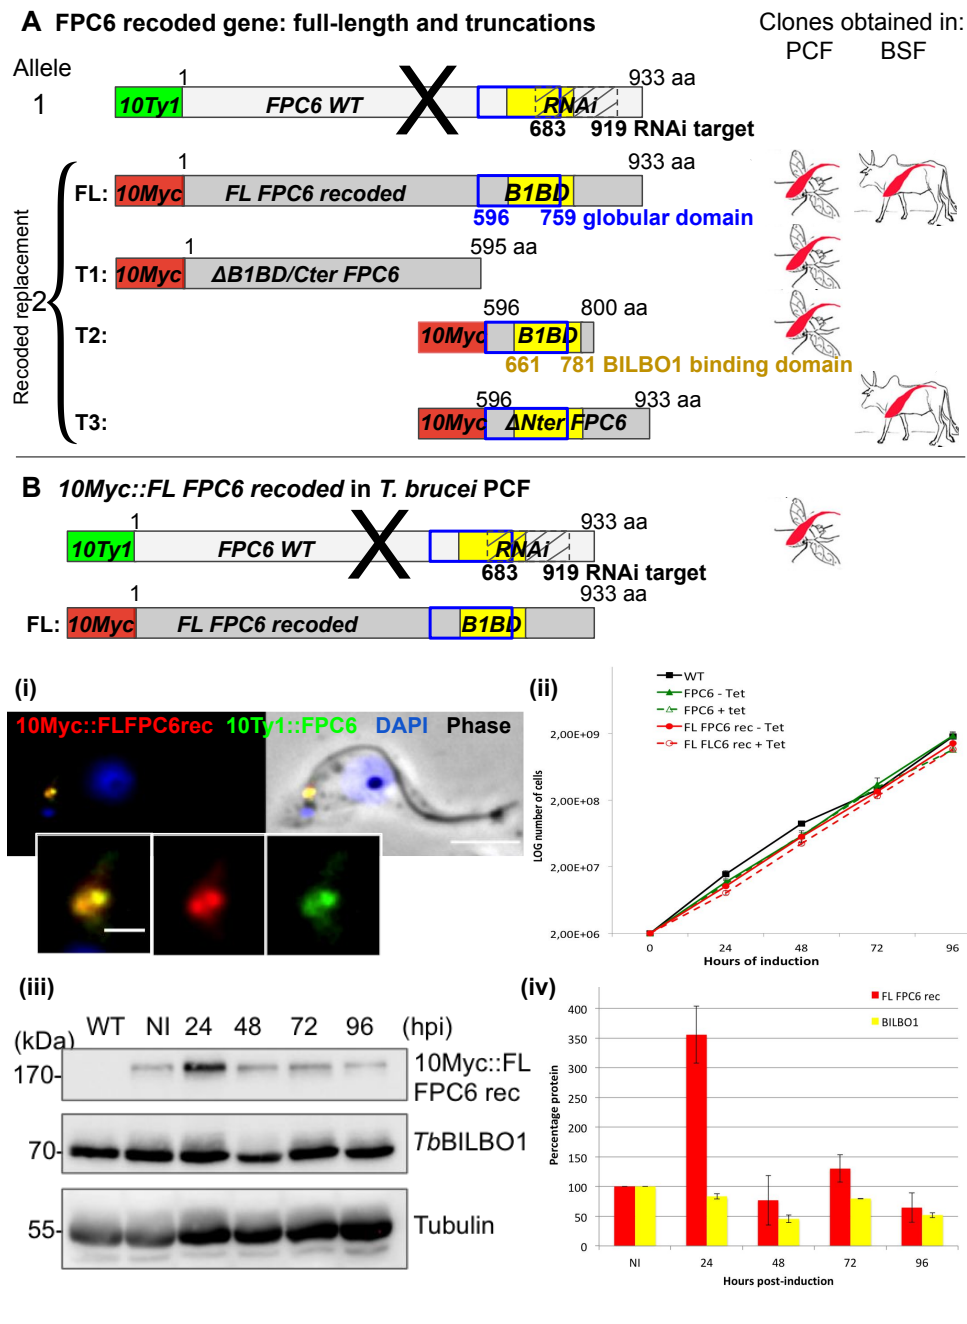 A FPC6 recoded gene: full-length and truncations
Clones obtained in:
PCF BSF
Allele
1 933 aa
1 10Ty1 FPC6 WT RNAi
683 919 RNAi target
1 933 aa
FL: 10Myc FL FPC6 recoded B1BD
596 759 globular domain
1 595 aa
T1: 10Myc ΔB1BD/Cter FPC6
Recoded replacement
2
596 800 aa
T2: 10Myc B1BD
661 781 BILBO1 binding domain
596 933 aa
T3: 10Myc ΔNter FPC6
B 10Myc::FL FPC6 recoded in T. brucei PCF
1 933 aa
10Ty1 FPC6 WT RNAi
683 919 RNAi target
1 933 aa
FL: 10Myc FL FPC6 recoded B1BD
(i)
10Myc::FLFPC6rec 10Ty1::FPC6 DAPI Phase
(ii)
WT
FPC6 - Tet
FPC6 + tet
FL FPC6 rec - Tet
FL FLC6 rec + Tet
LOG number of cells
2,00E+09
2,00E+08
2,00E+07
2,00E+06
0 24 48 72 96
Hours of induction
(iii)
(kDa) WT NI 24 48 72 96 (hpi)
170- 10Myc::FL
FPC6 rec
70- TbBILBO1
55- Tubulin
(iv)
FL FPC6 rec
BILBO1
Percentage protein
400
350
300
250
200
150
100
50
0
NI 24 48 72 96
Hours post-induction